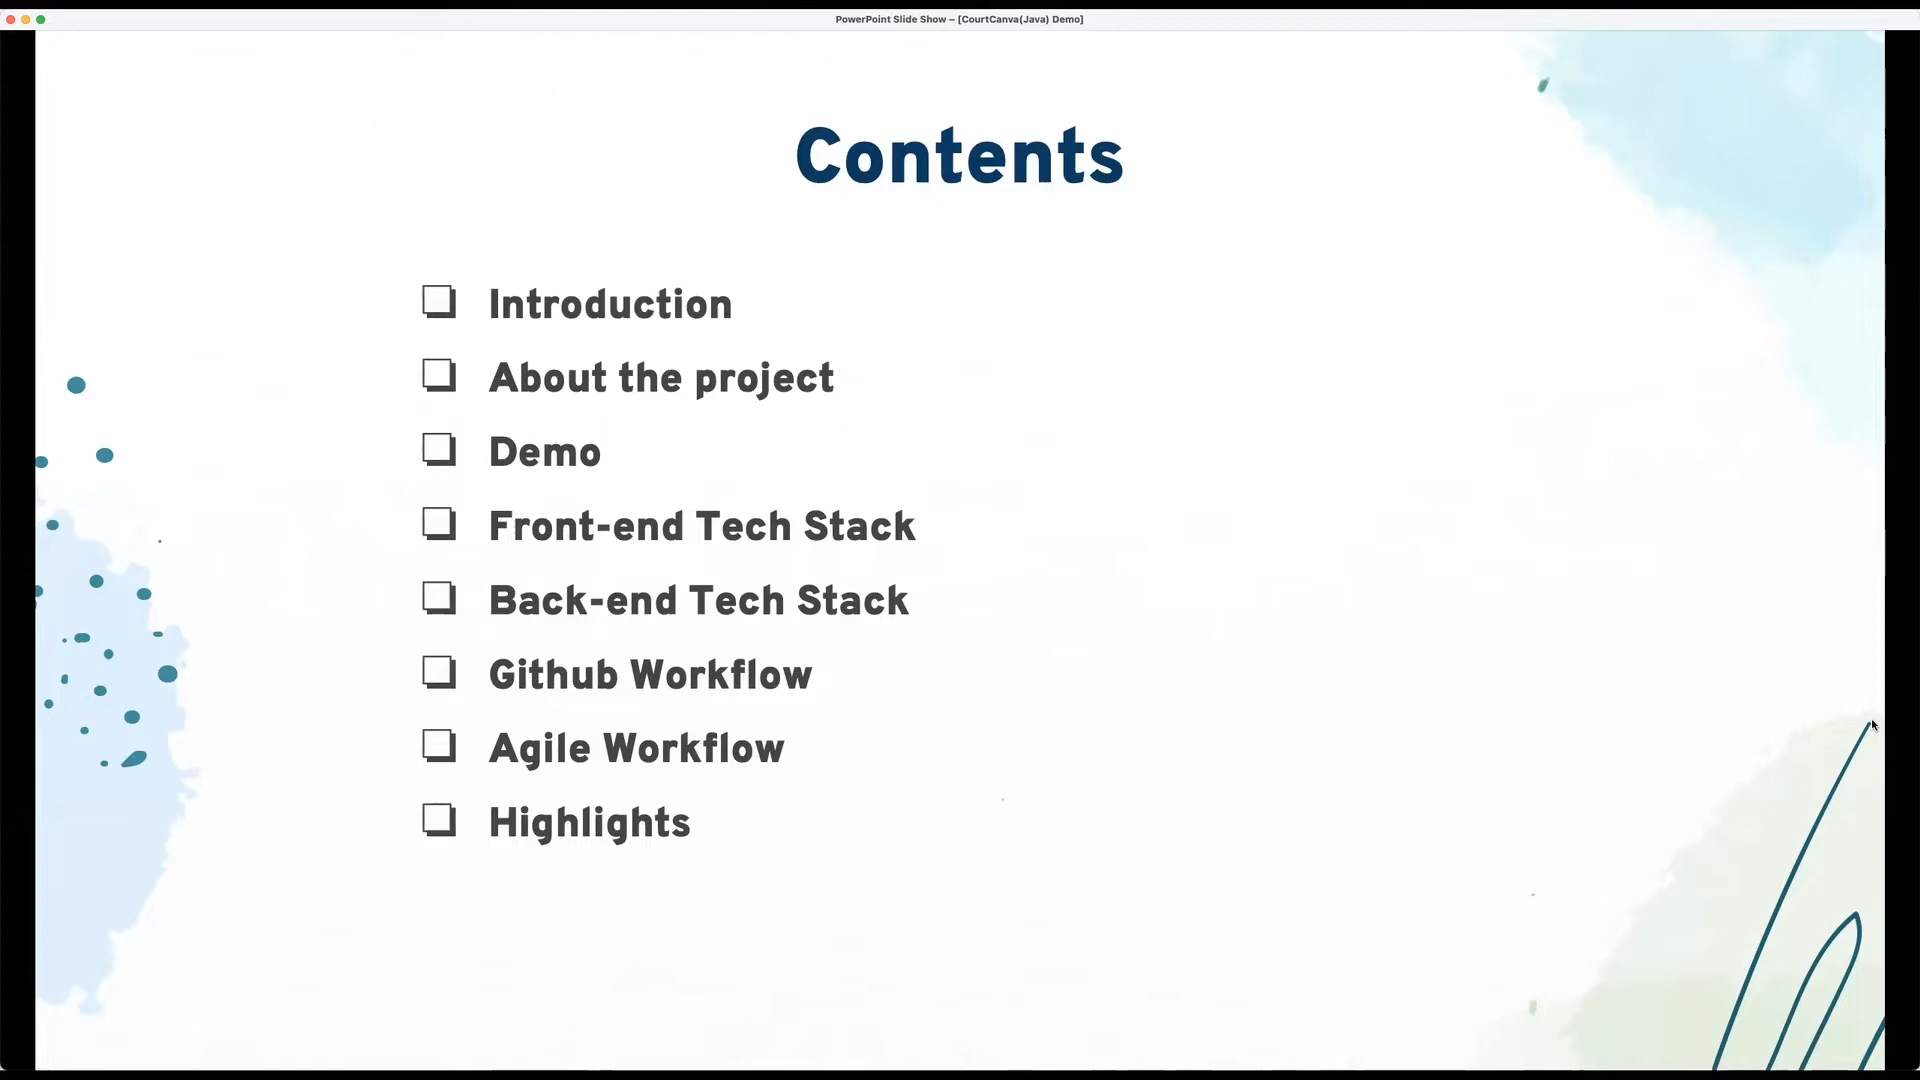 PowerPoint Slide Show – [CourtCanva(Java) Demo]
Contents
Introduction
About the project
Demo
Front-end Tech Stack
Back-end Tech Stack
Github Workflow
Agile Workflow
Highlights